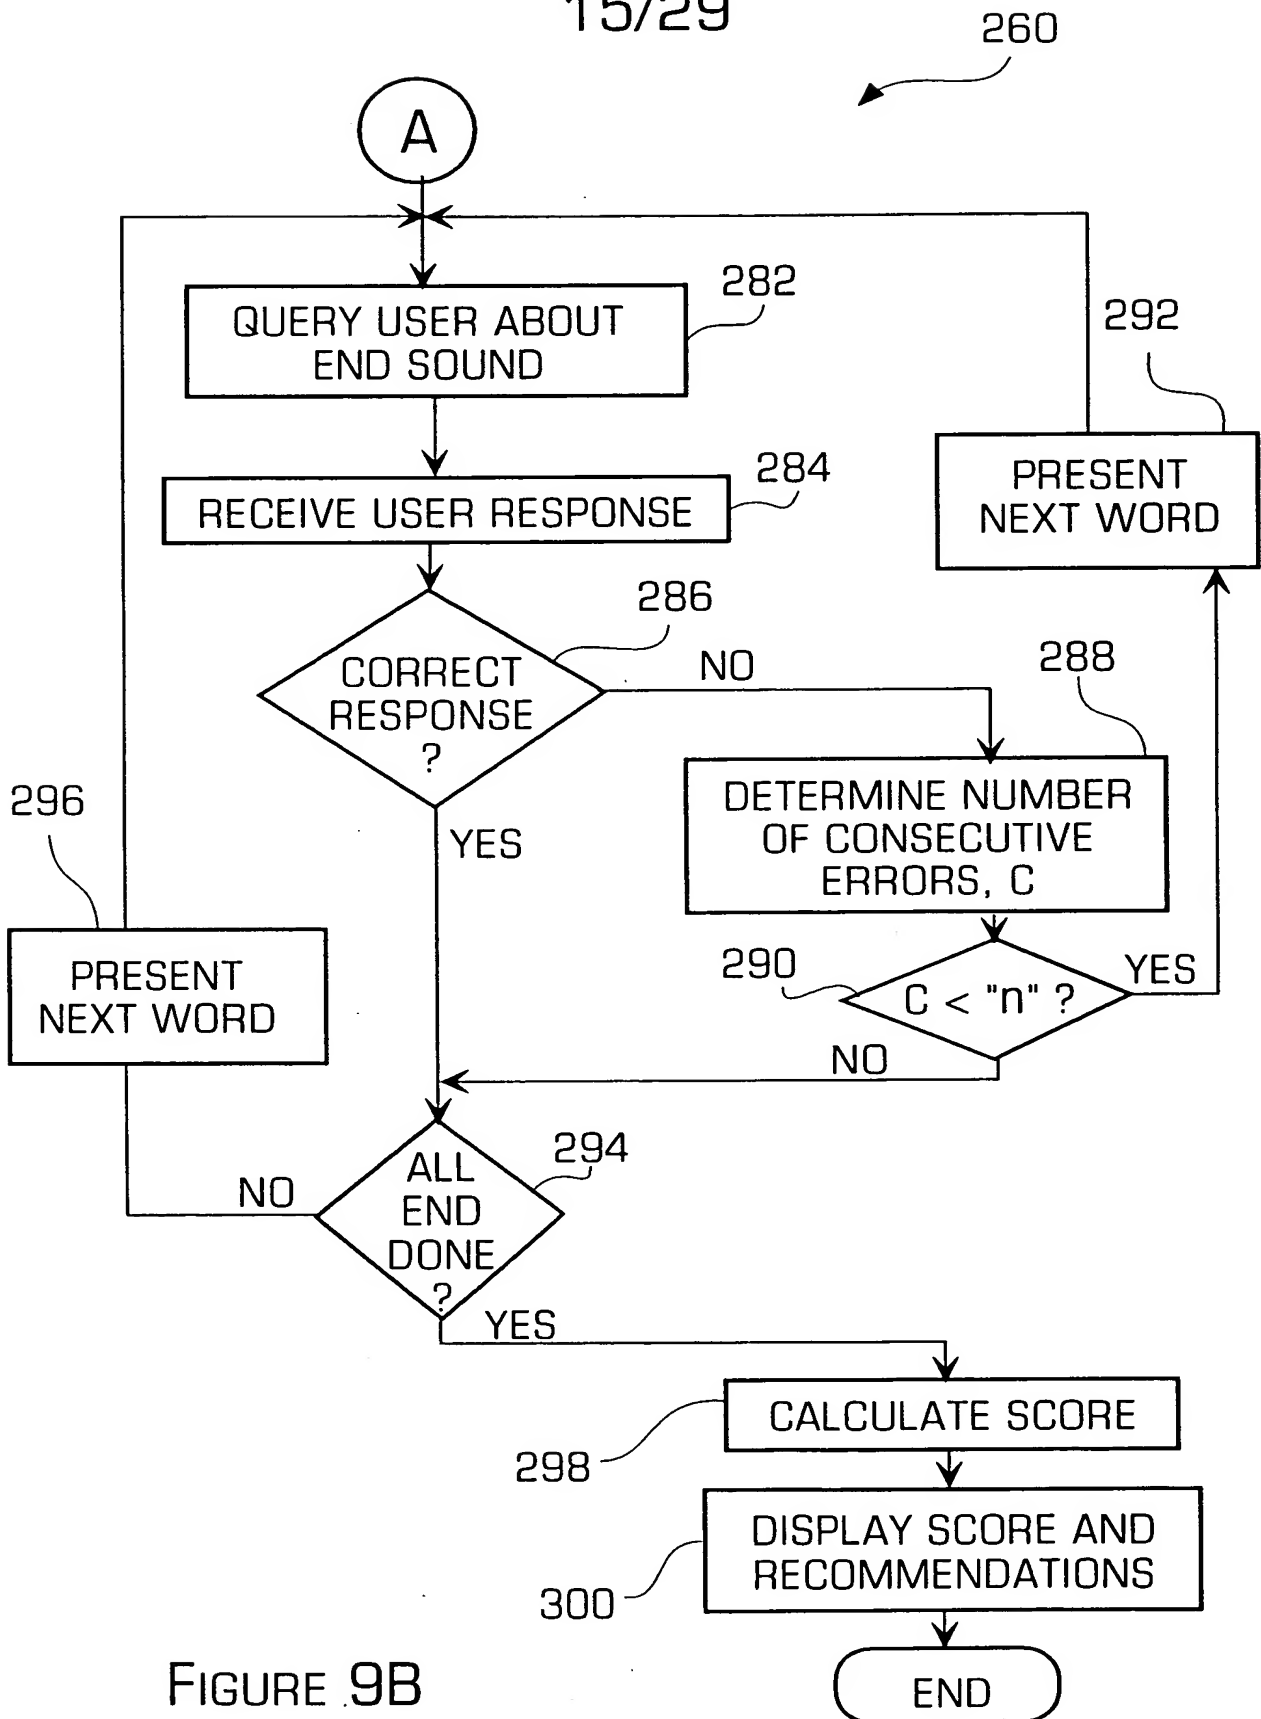 15/29
260
A
282
QUERY USER ABOUT
END SOUND
292
PRESENT
NEXT WORD
284
RECEIVE USER RESPONSE
286
CORRECT
RESPONSE
?
NO
288
DETERMINE NUMBER
OF CONSECUTIVE
ERRORS, C
296
YES
PRESENT
NEXT WORD
290
C < "n" ?
YES
NO
294
ALL
END
DONE
?
NO
YES
298
CALCULATE SCORE
300
DISPLAY SCORE AND
RECOMMENDATIONS
END
FIGURE 9B